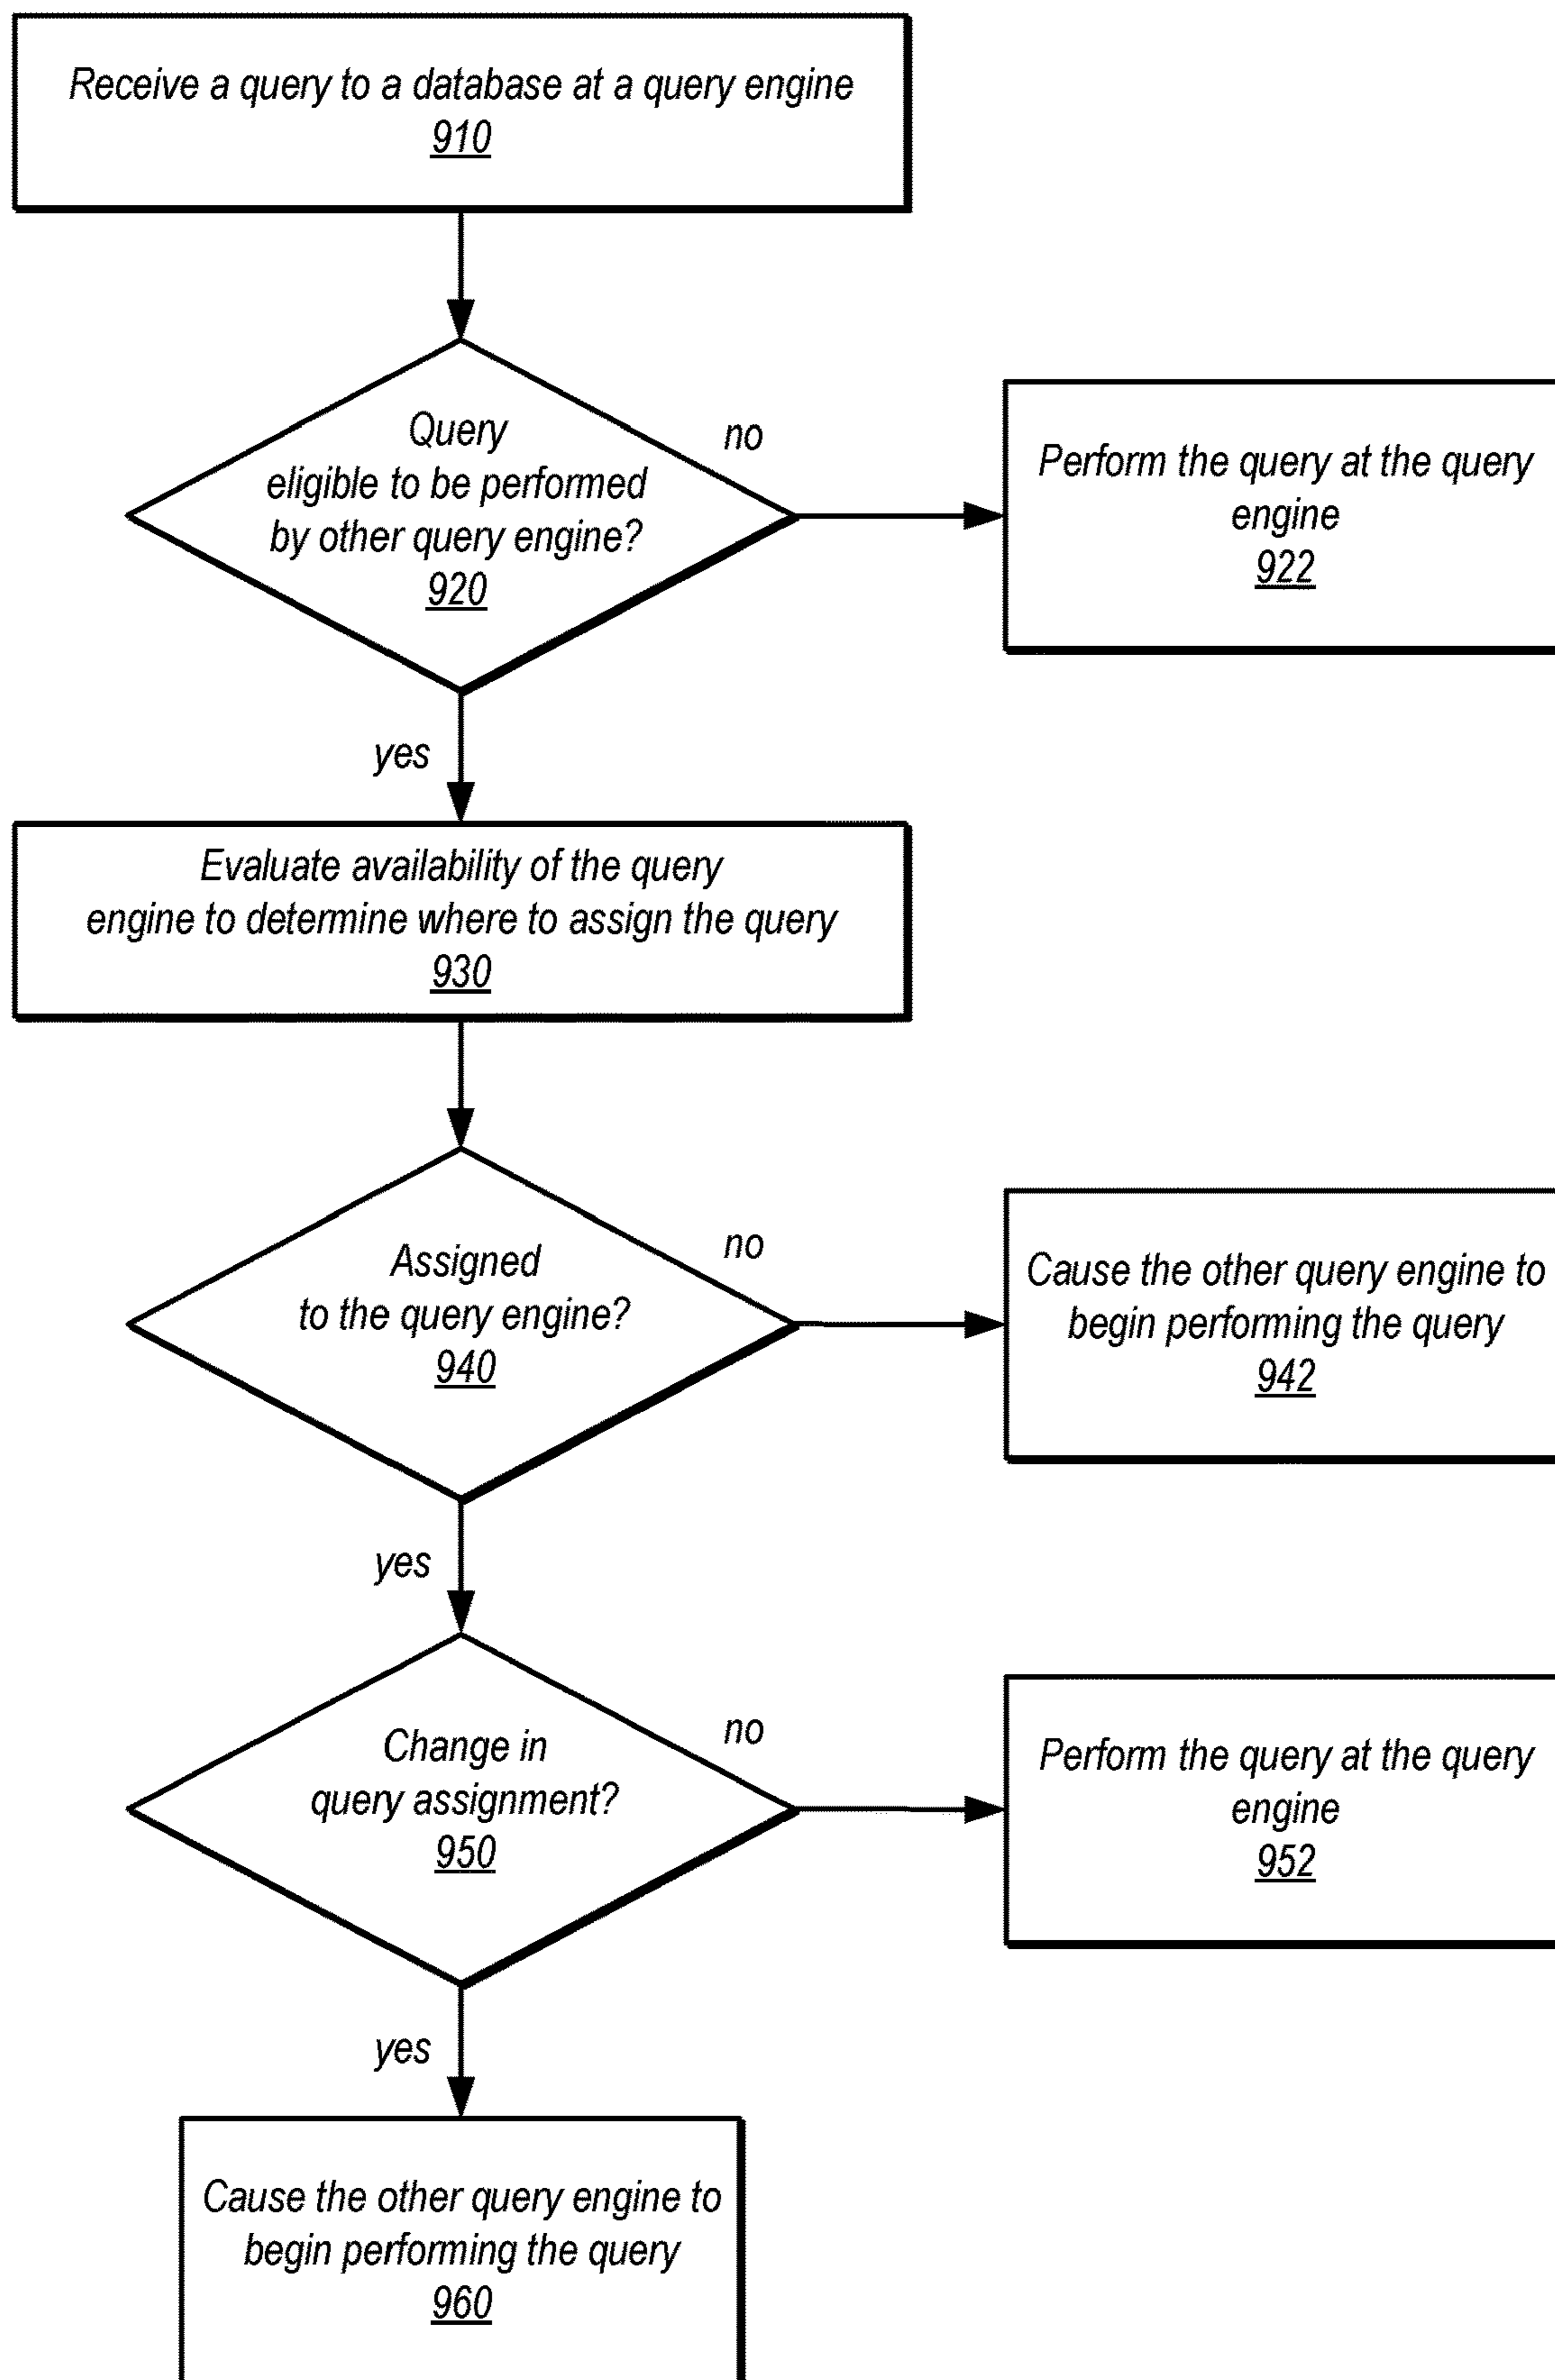 Receive a query to a database at a query engine
910
Query
eligible to be performed
by other query engine?
920
no
Perform the query at the query
engine
922
yes
Evaluate availability of the query
engine to determine where to assign the query
930
Assigned
to the query engine?
940
no
Cause the other query engine to
begin performing the query
942
yes
Change in
query assignment?
950
no
Perform the query at the query
engine
952
yes
Cause the other query engine to
begin performing the query
960